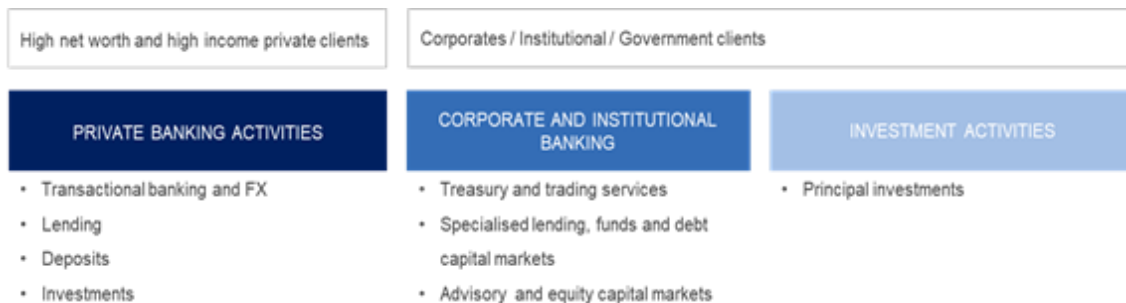 High net worth and high income private clients
Corporates / Institutional / Government clients
PRIVATE BANKING ACTIVITIES
CORPORATE AND INSTITUTIONAL
BANKING
INVESTMENT ACTIVITIES
• Transactional banking and FX
• Lending
• Deposits
• Investments
• Treasury and trading services
• Specialised lending, funds and debt
capital markets
• Advisory and equity capital markets
• Principal investments